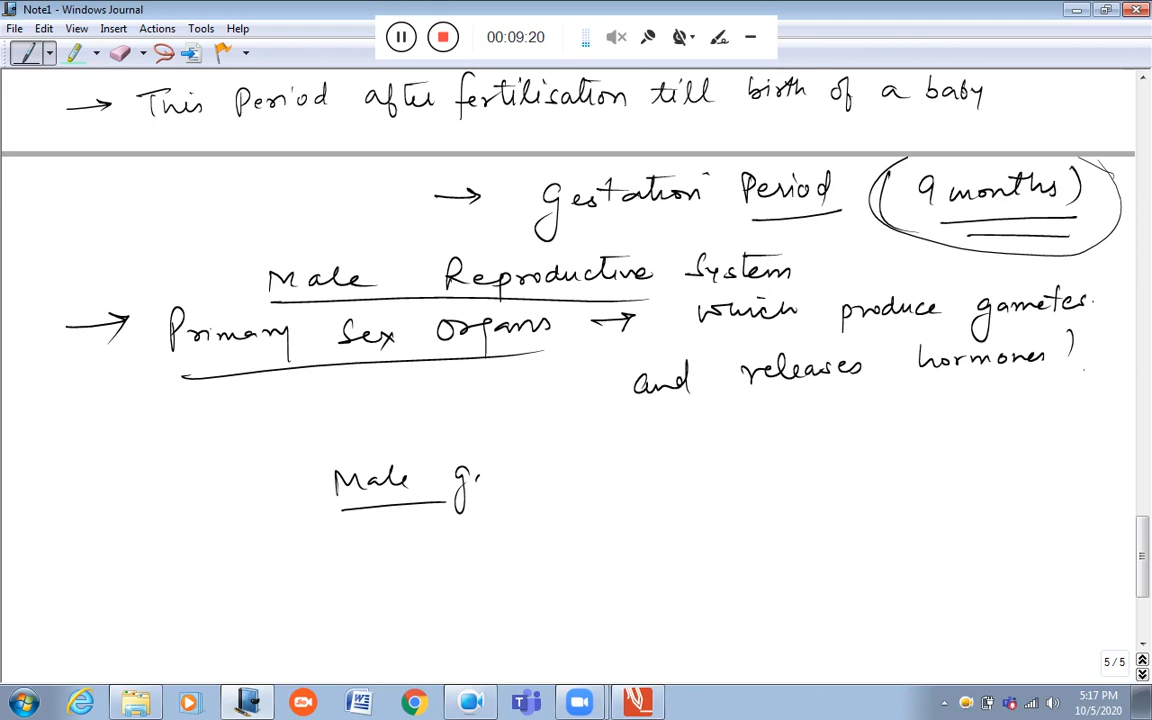 Note1 - Windows Journal
File Edit View Insert Actions Tools Help
00:09:20
→ This Period after fertilisation till birth of a baby
→ Gestation Period (9 months)
Male Reproductive System
→ Primary Sex Organs → which produce gametes.
and releases hormones)
Male g
5 / 5
5:17 PM
10/5/2020